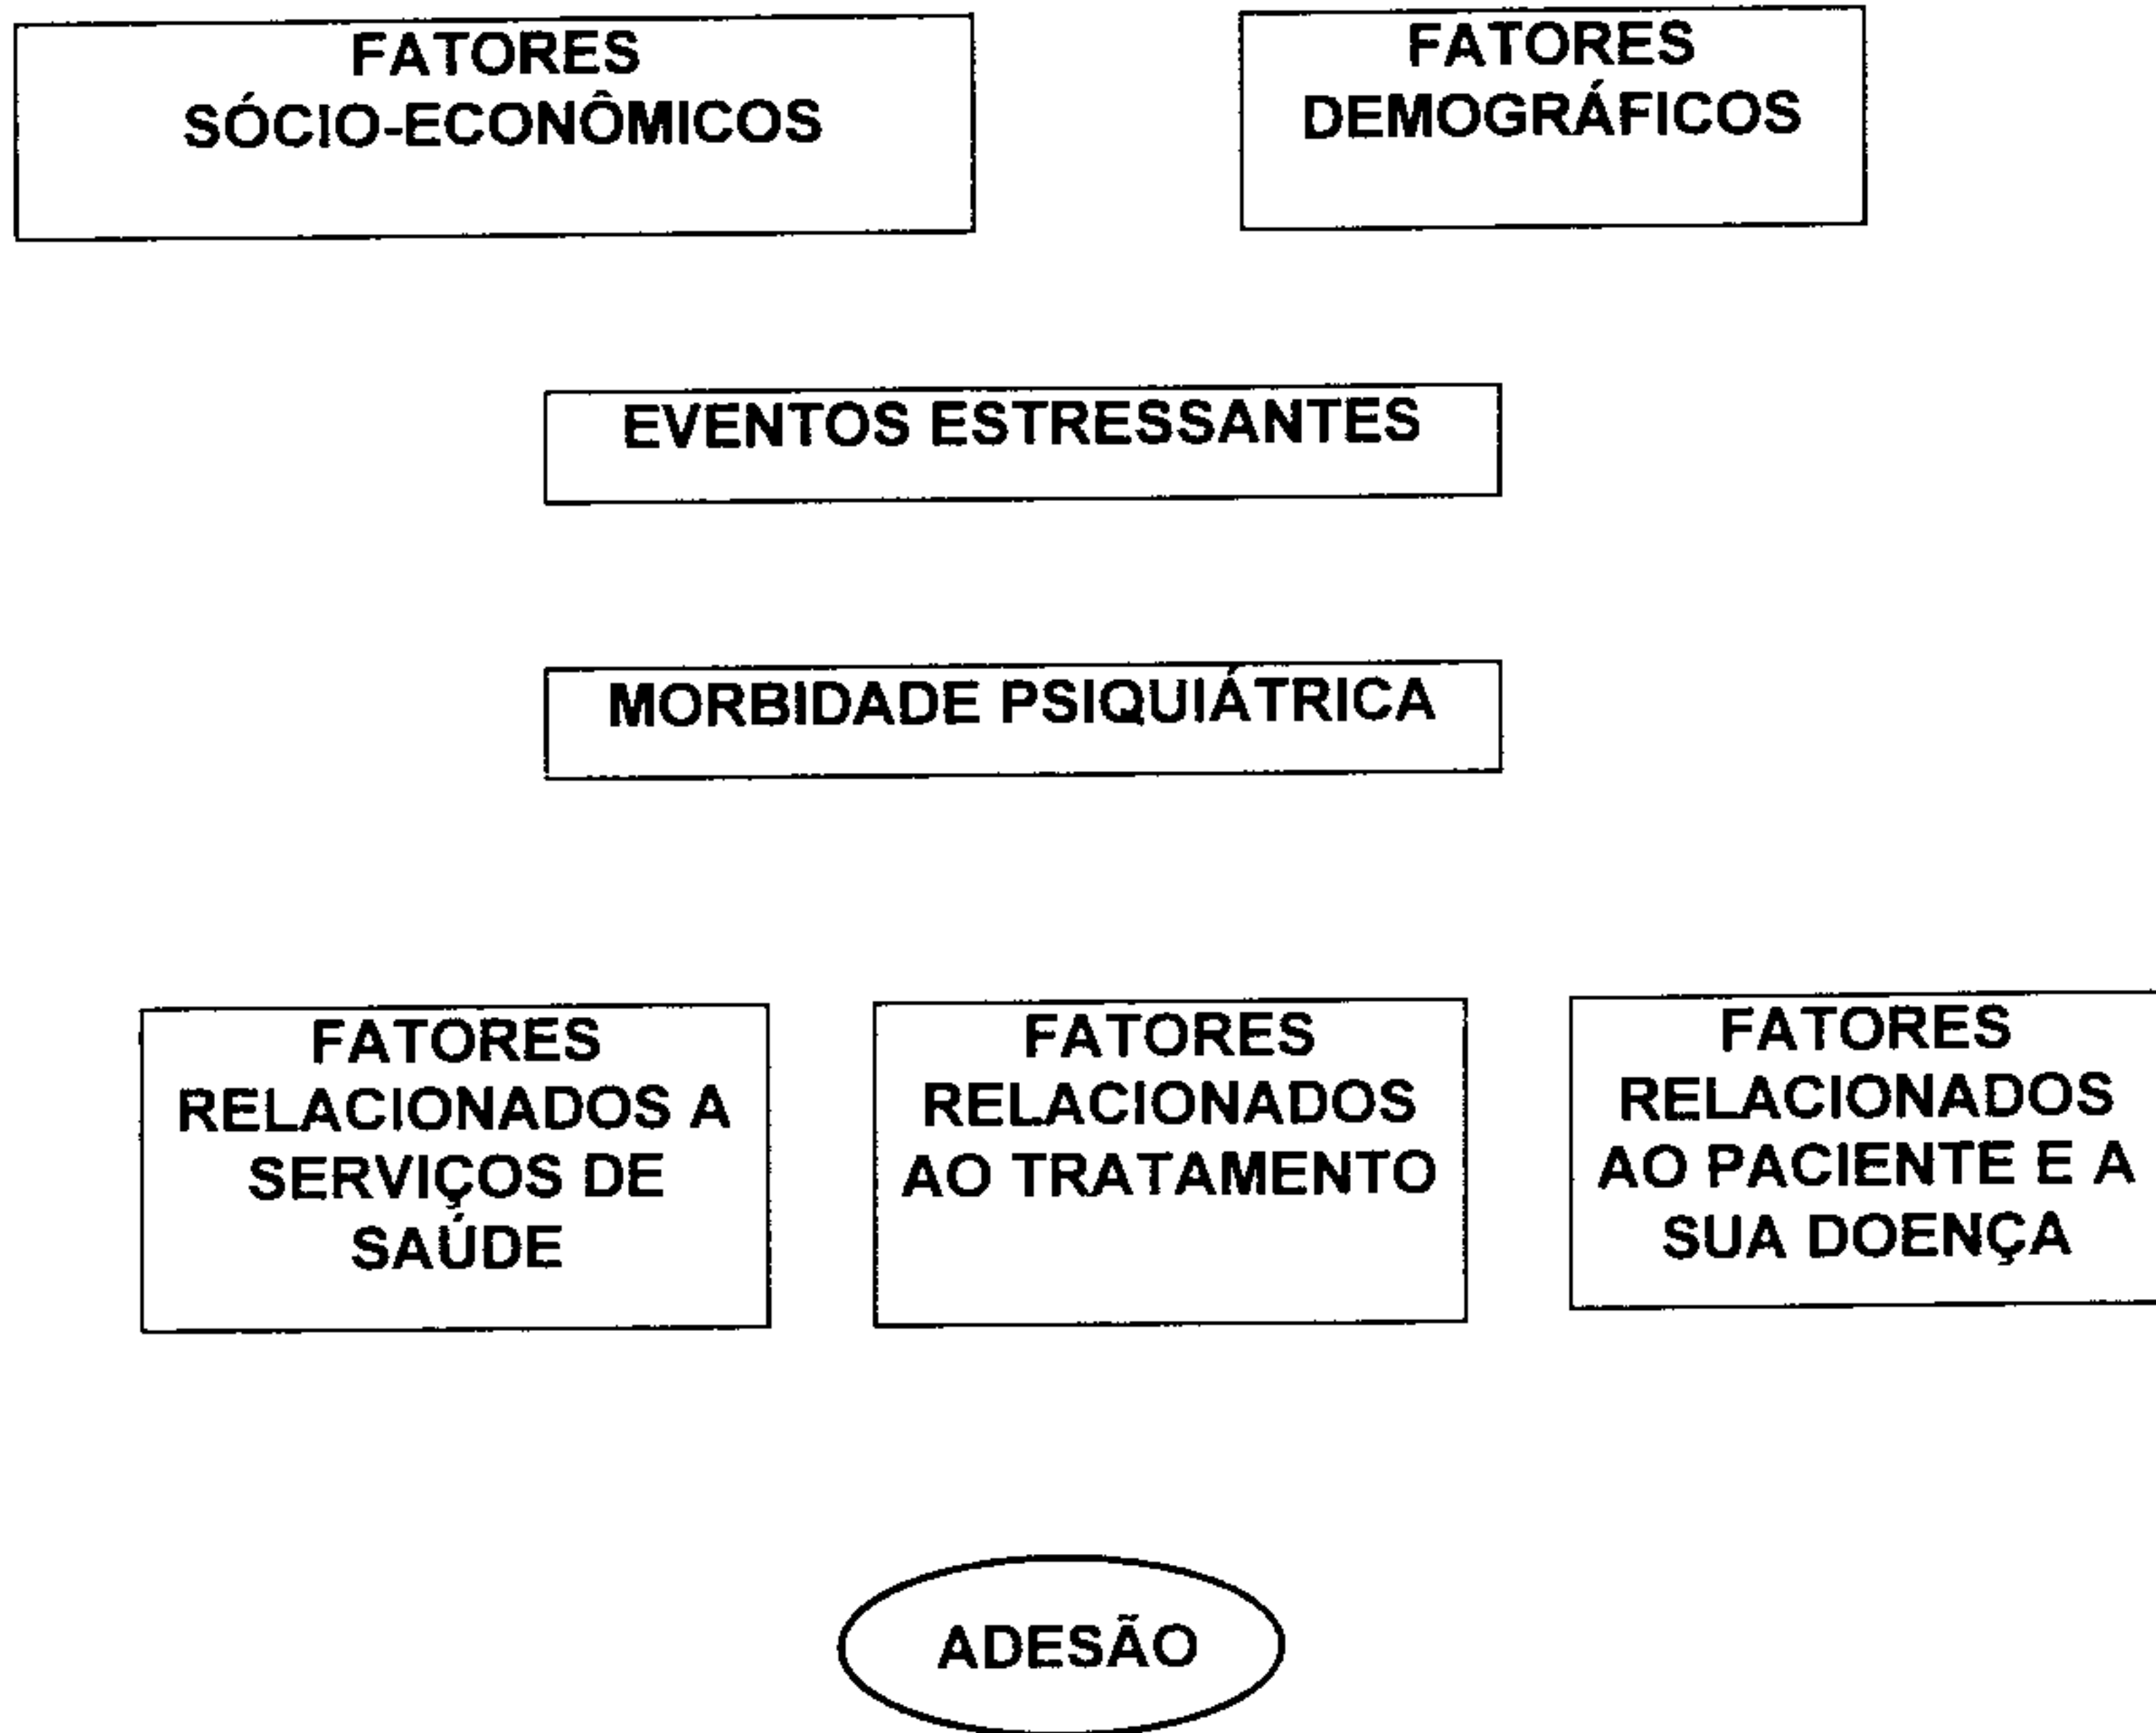 FATORES
SÓCIO-ECONÔMICOS
FATORES
DEMOGRÁFICOS
EVENTOS ESTRESSANTES
MORBIDADE PSIQUIÁTRICA
FATORES
RELACIONADOS A
SERVIÇOS DE
SAÚDE
FATORES
RELACIONADOS
AO TRATAMENTO
FATORES
RELACIONADOS
AO PACIENTE E A
SUA DOENÇA
ADESÃO